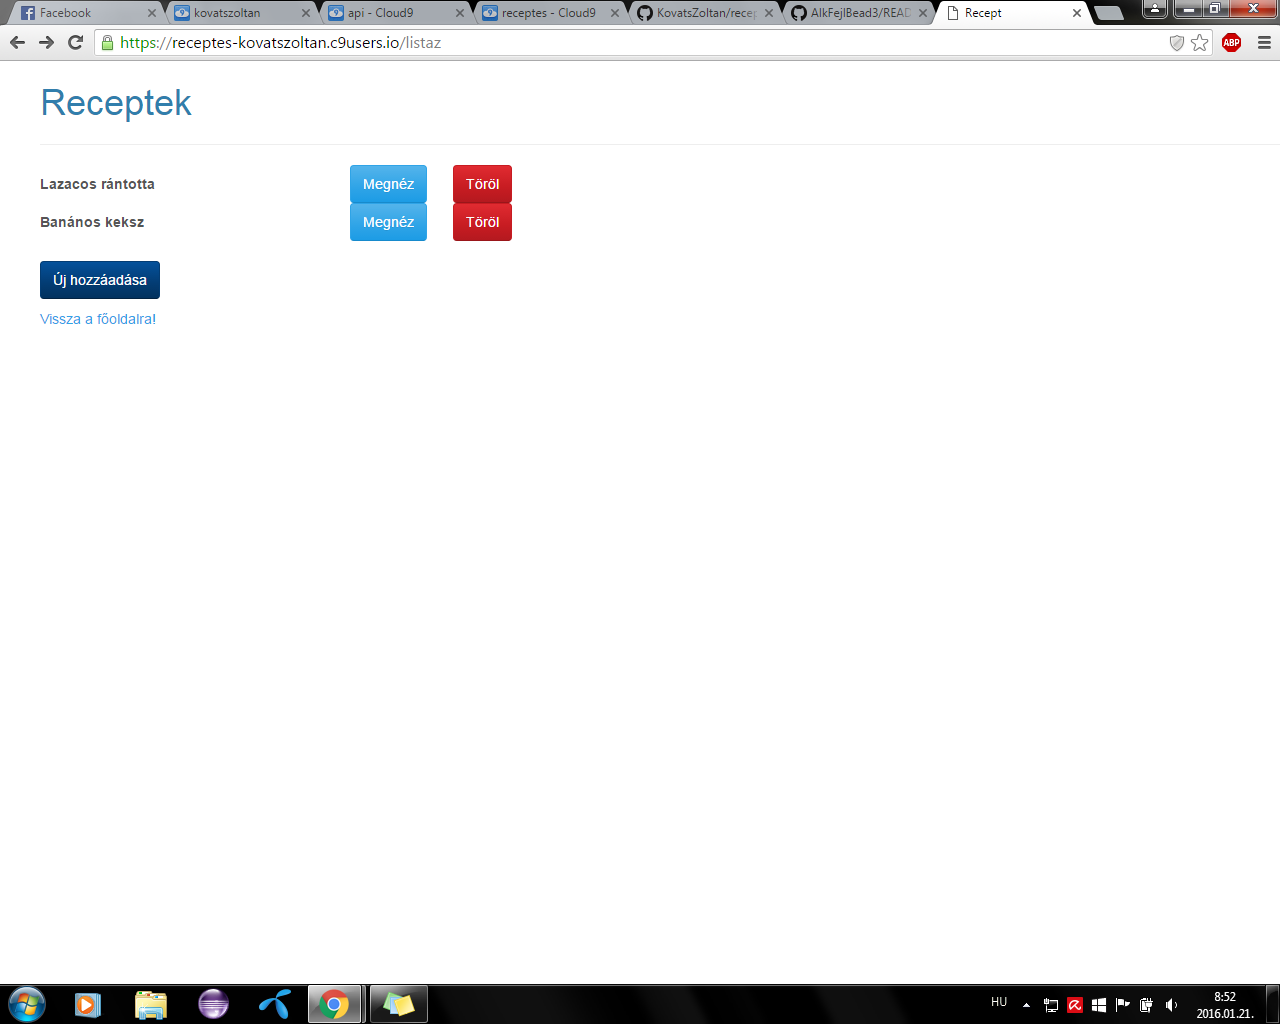 Facebook
kovatszoltan
api - Cloud9
receptes - Cloud9
KovatsZoltan/recep
AlkFejlBead3/READ
Recept
https://receptes-kovatszoltan.c9users.io/listaz
ABP
Receptek
Lazacos rántotta Megnéz Töröl
Banános keksz Megnéz Töröl
Új hozzáadása
Vissza a főoldalra!
HU
8:52
2016.01.21.